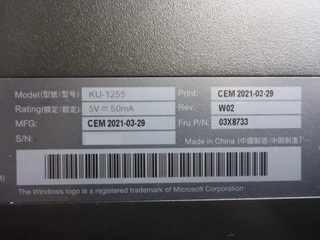 Model(型號/型号) KU-1255 Print: CEM 2021-03-29
Rating(額定/额定) 5V ⎓ 50mA Rev: W02
MFG: CEM 2021-03-29 Fru P/N: 03X8733
S/N: Made in China (中國製造/中国制造)
The Windows logo is a registered trademark of Microsoft Corporation